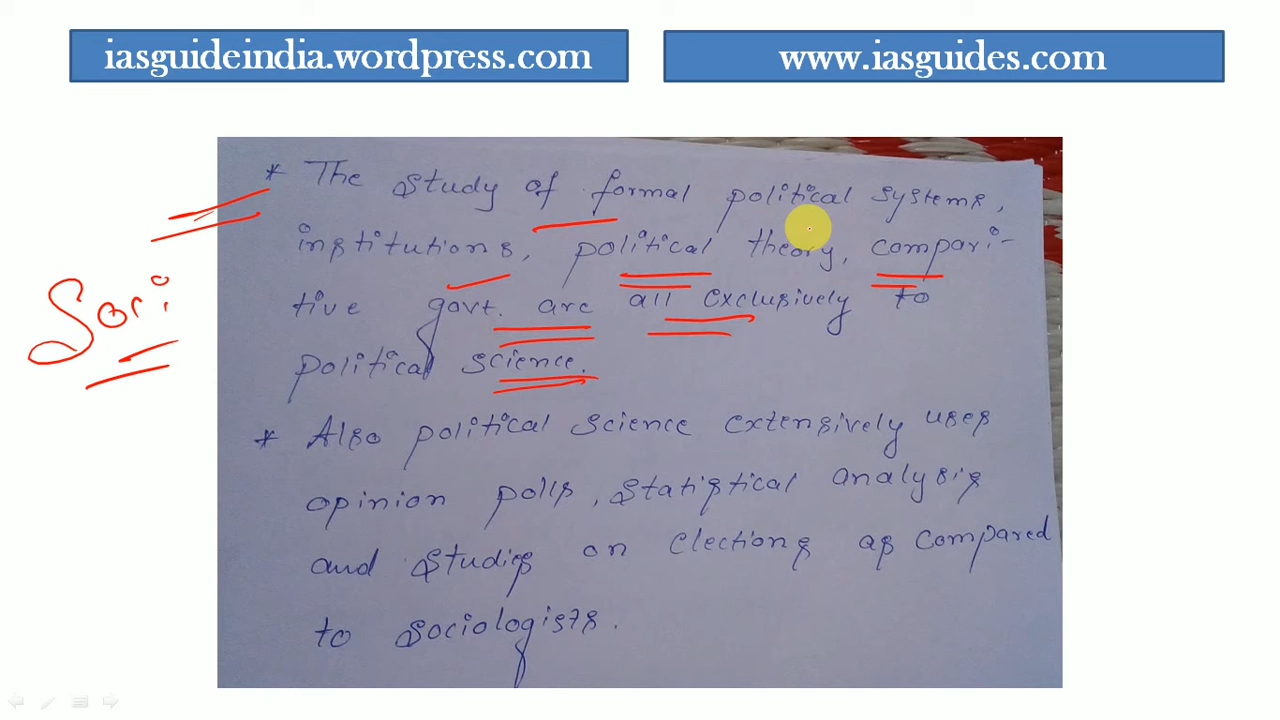 iasguideindia.wordpress.com
www.iasguides.com
* The study of formal political systems,
institutions, political theory, compari-
tive govt. are all exclusively to
political science.
Sori
* Also political science extensively uses
opinion polls, statistical analysis
and studies on elections as compared
to sociologists.